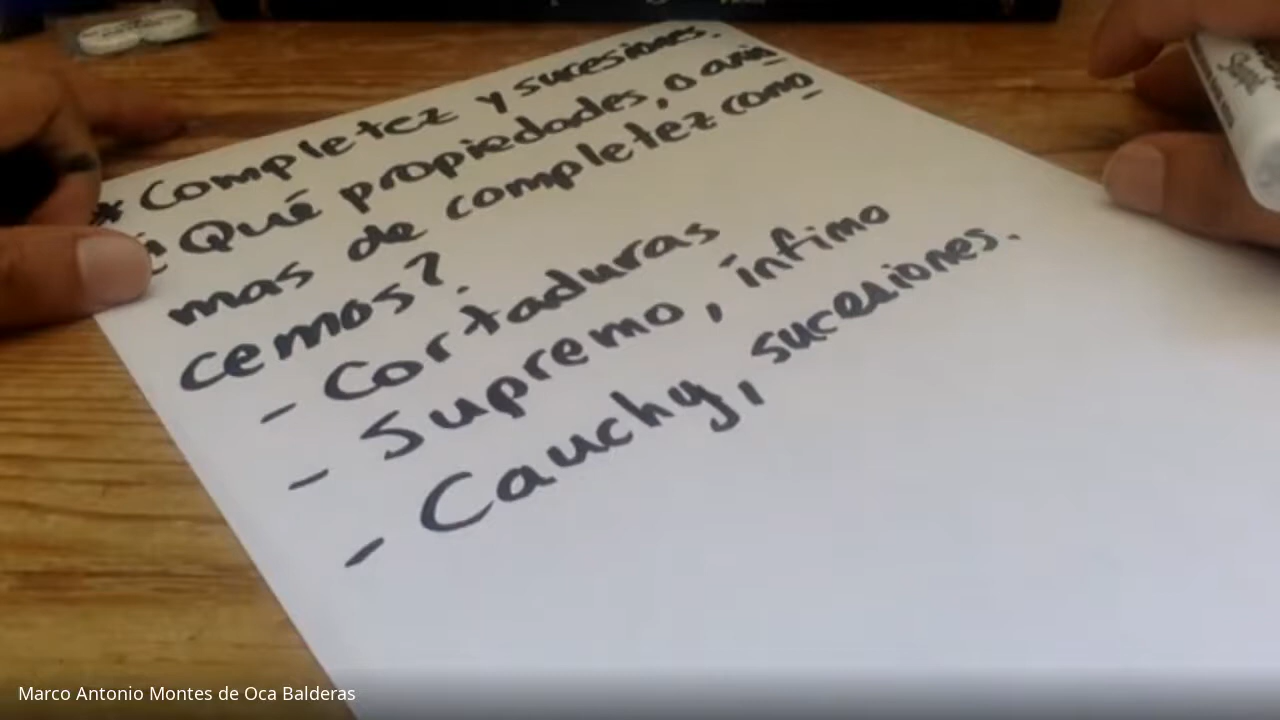 * Completez y sucesiones.
¿Qué propiedades, o axio
mas de completez cono
cemos?
- Cortaduras
- Supremo, ínfimo
- Cauchy, sucesiones.
Marco Antonio Montes de Oca Balderas